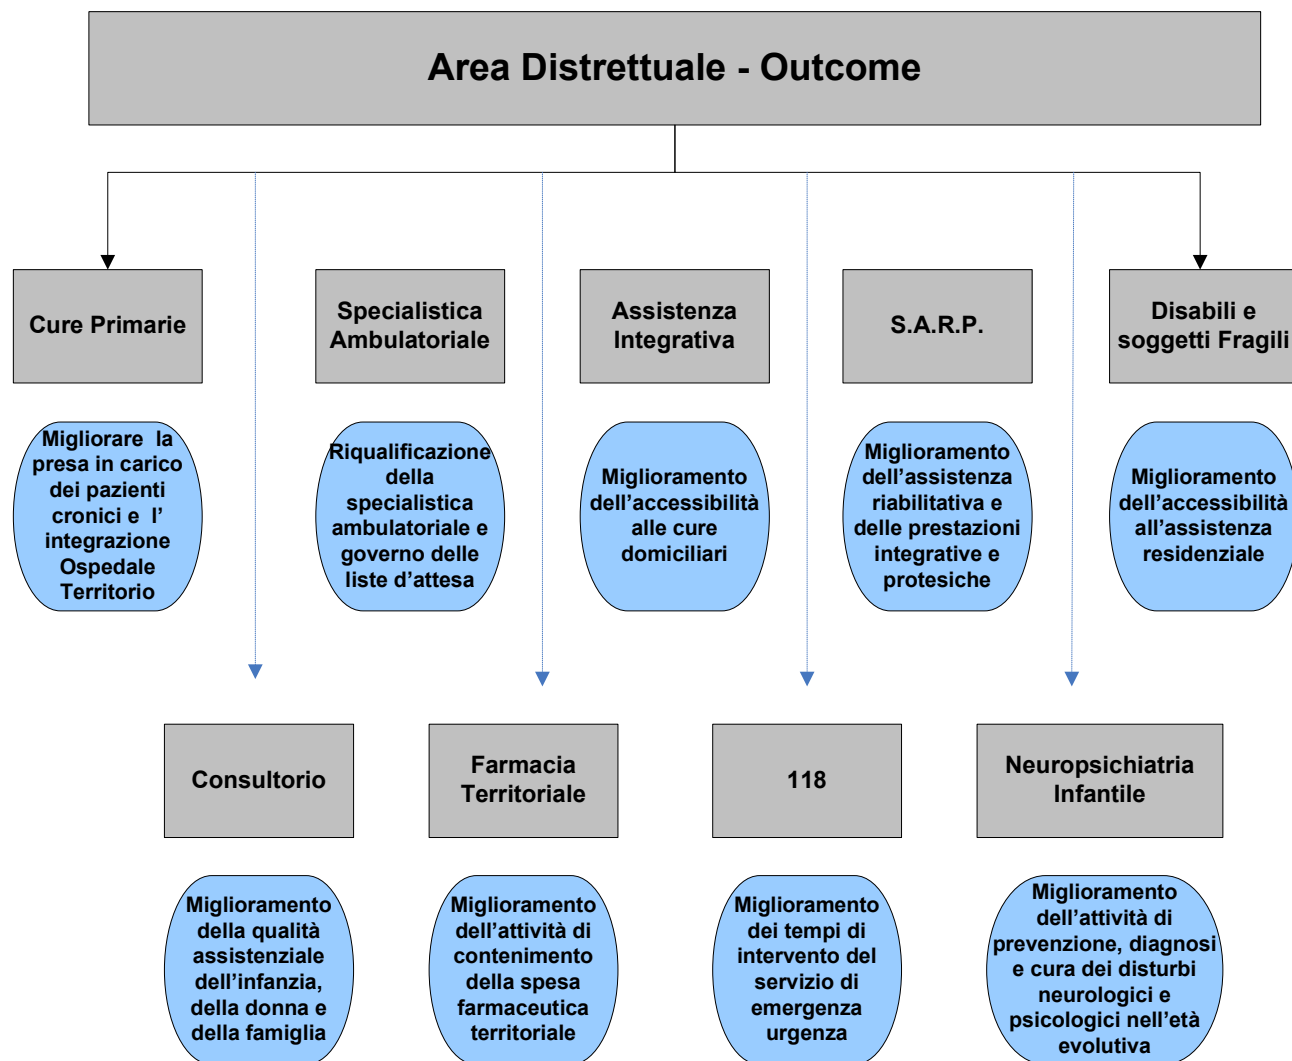 Area Distrettuale - Outcome
Cure Primarie
Specialistica
Ambulatoriale
Assistenza
Integrativa
S.A.R.P.
Disabili e
soggetti Fragili
Migliorare la
presa in carico
dei pazienti
cronici e l’
integrazione
Ospedale
Territorio
Riqualificazione
della
specialistica
ambulatoriale e
governo delle
liste d’attesa
Miglioramento
dell’accessibilità
alle cure
domiciliari
Miglioramento
dell’assistenza
riabilitativa e
delle prestazioni
integrative e
protesiche
Miglioramento
dell’accessibilità
all’assistenza
residenziale
Consultorio
Farmacia
Territoriale
118
Neuropsichiatria
Infantile
Miglioramento
della qualità
assistenziale
dell’infanzia,
della donna e
della famiglia
Miglioramento
dell’attività di
contenimento
della spesa
farmaceutica
territoriale
Miglioramento
dei tempi di
intervento del
servizio di
emergenza
urgenza
Miglioramento
dell’attività di
prevenzione, diagnosi
e cura dei disturbi
neurologici e
psicologici nell’età
evolutiva